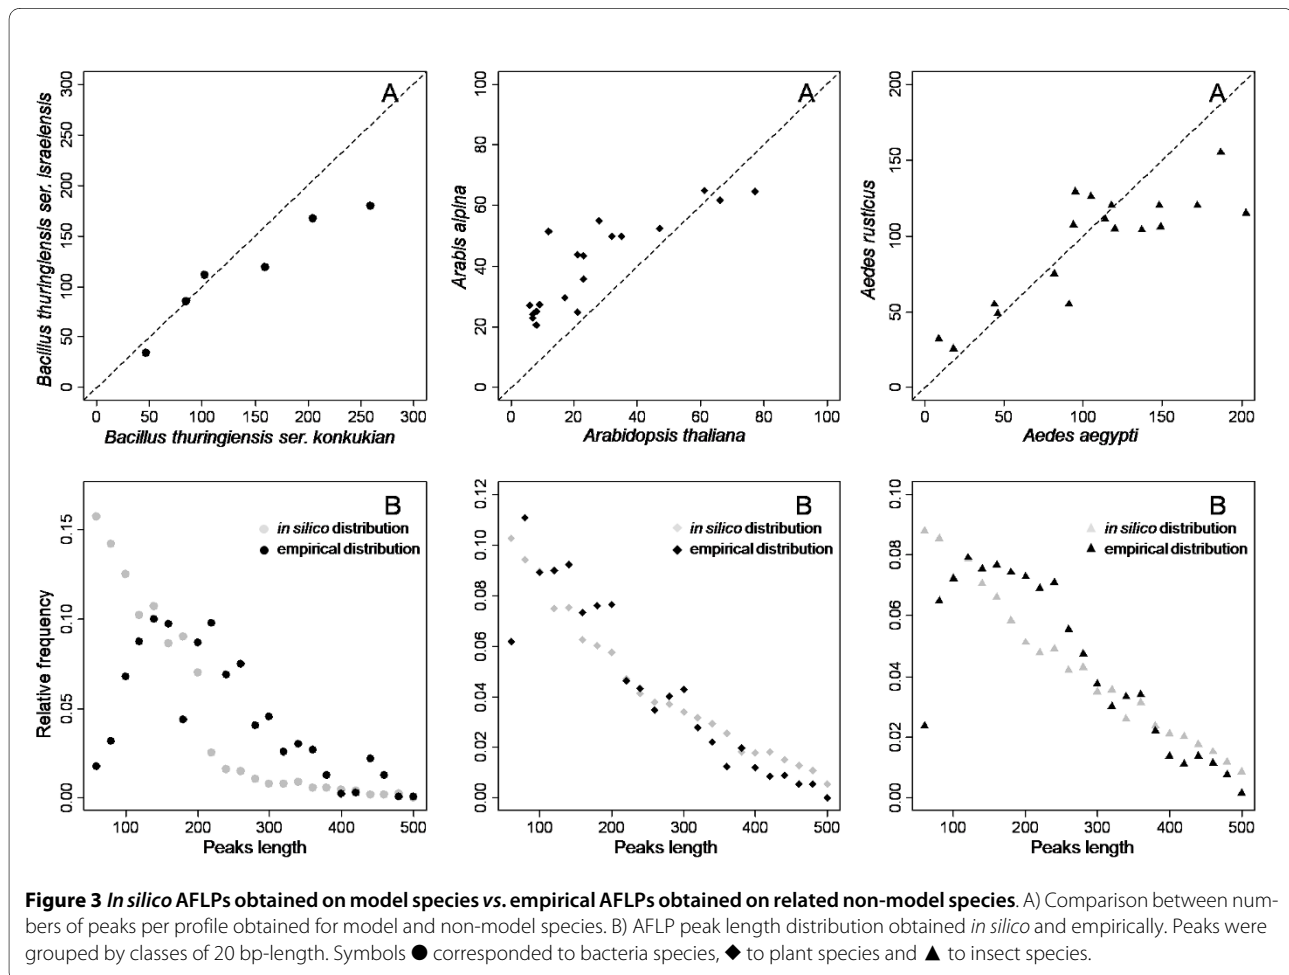 A
300
250
200
150
100
50
0
Bacillus thuringiensis ser. israelensis
0 50 100 150 200 250 300
Bacillus thuringiensis ser. konkukian
A
100
80
60
40
20
0
Arabis alpina
0 20 40 60 80 100
Arabidopsis thaliana
A
200
150
100
50
0
Aedes rusticus
0 50 100 150 200
Aedes aegypti
B
in silico distribution
empirical distribution
0.15
0.10
0.05
0.00
Relative frequency
100 200 300 400 500
Peaks length
B
in silico distribution
empirical distribution
0.12
0.10
0.08
0.06
0.04
0.02
0.00
100 200 300 400 500
Peaks length
B
in silico distribution
empirical distribution
0.10
0.08
0.06
0.04
0.02
0.00
100 200 300 400 500
Peaks length
Figure 3 In silico AFLPs obtained on model species vs. empirical AFLPs obtained on related non-model species. A) Comparison between num-
bers of peaks per profile obtained for model and non-model species. B) AFLP peak length distribution obtained in silico and empirically. Peaks were
grouped by classes of 20 bp-length. Symbols ● corresponded to bacteria species, ◆ to plant species and ▲ to insect species.